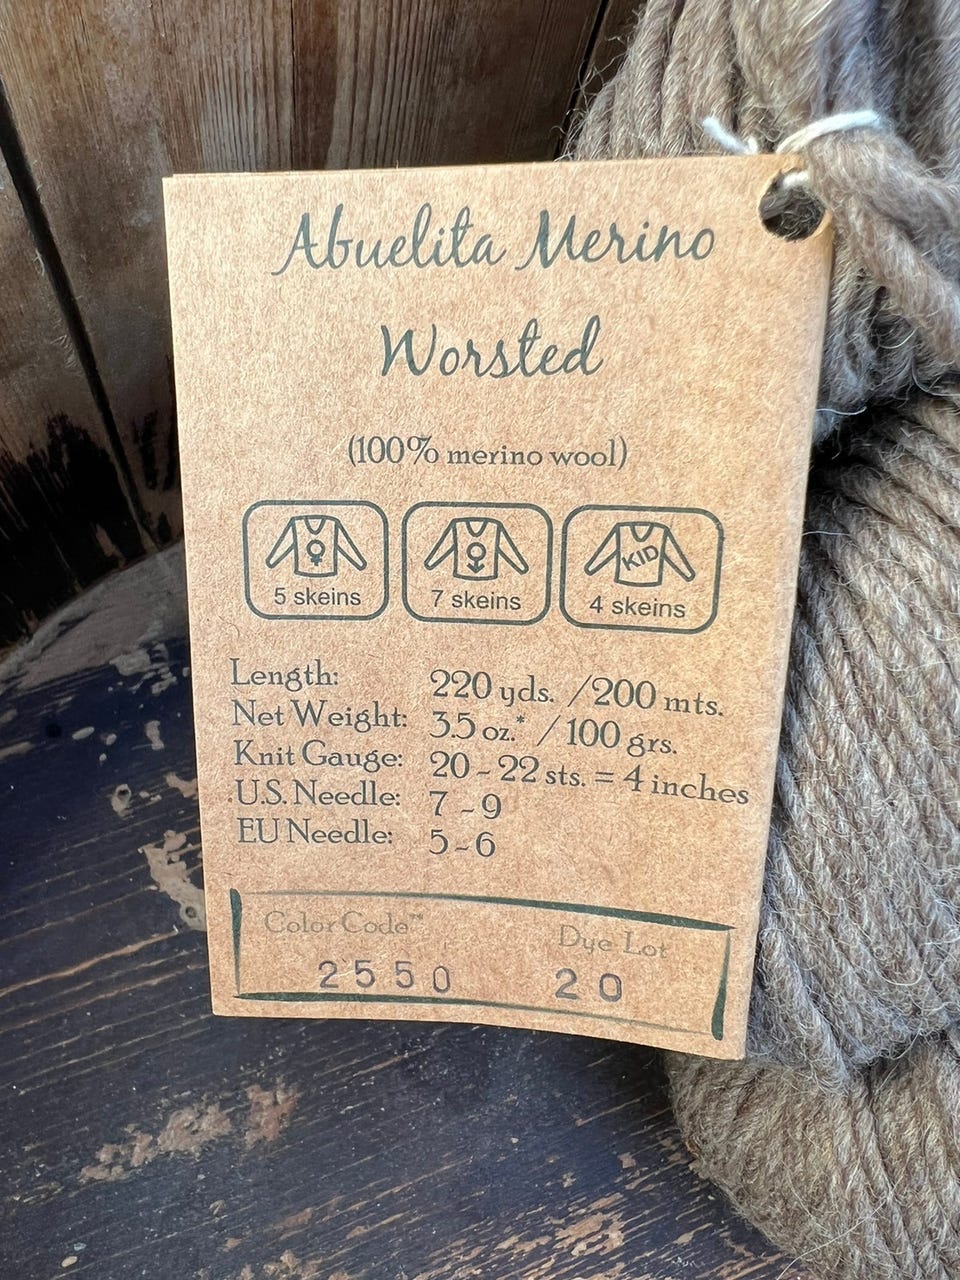 Abuelita Merino
Worsted
(100% merino wool)
5 skeins
7 skeins
KID
4 skeins
Length: 220 yds. /200 mts.
Net Weight: 3.5 oz.* / 100 grs.
Knit Gauge: 20 - 22 sts. = 4 inches
U.S. Needle: 7 - 9
EU Needle: 5 - 6
Color Code™ Dye Lot
2550 20